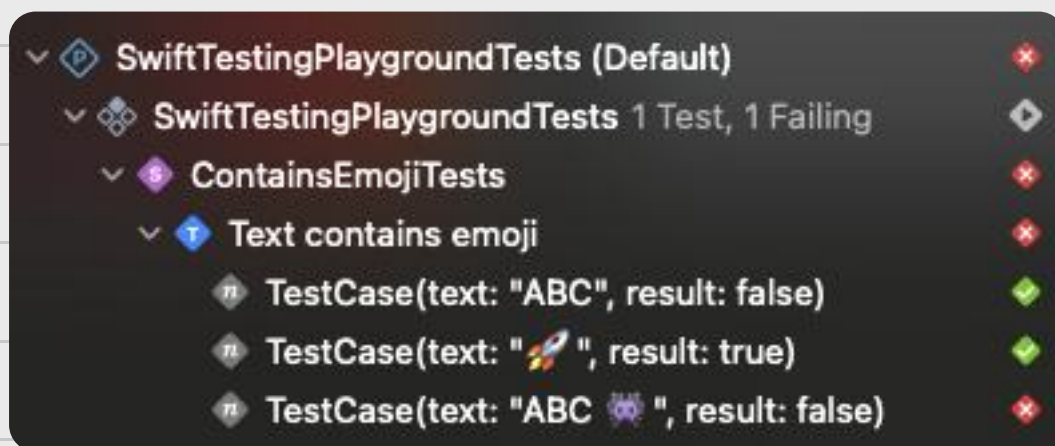 SwiftTestingPlaygroundTests (Default)
SwiftTestingPlaygroundTests 1 Test, 1 Failing
ContainsEmojiTests
Text contains emoji
TestCase(text: "ABC", result: false)
TestCase(text: "🚀", result: true)
TestCase(text: "ABC 👾", result: false)